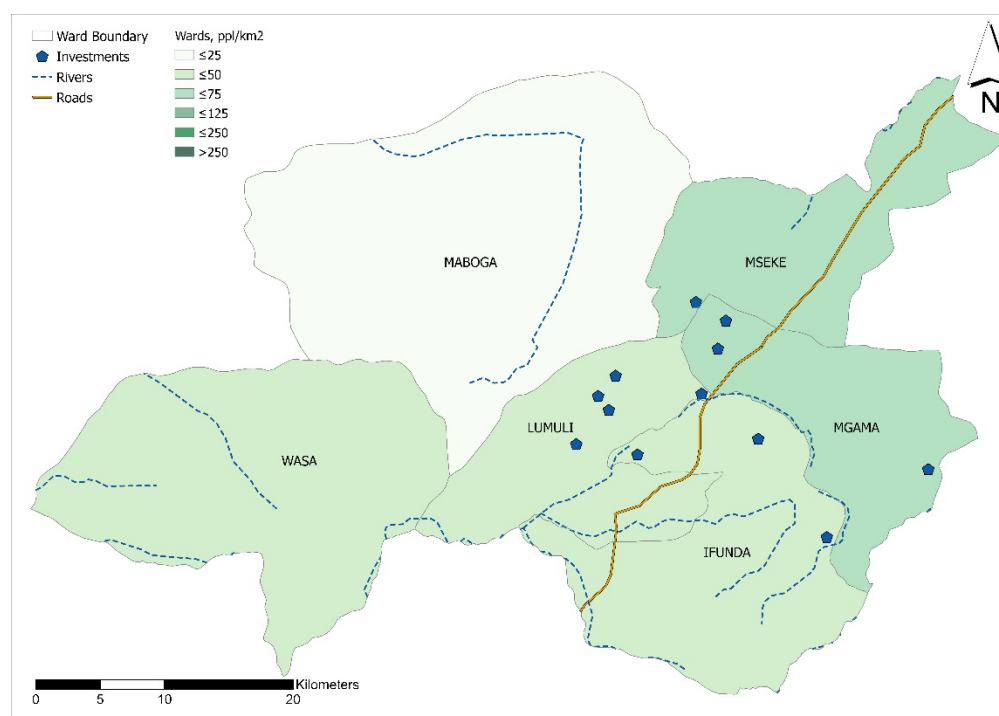 Ward Boundary
Investments
Rivers
Roads
Wards, ppl/km2
≤25
≤50
≤75
≤125
≤250
>250
N
MABOGA
MSEKE
LUMULI
MGAMA
WASA
IFUNDA
Kilometers
0 5 10 20